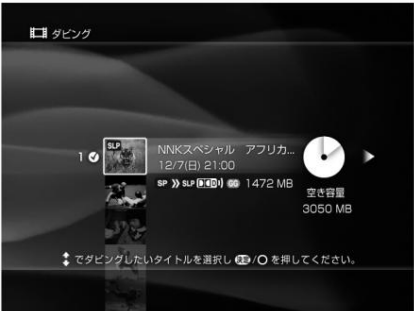 ダビング
SLP
1
NNKスペシャル アフリカ...
12/7(日) 21:00
SP SLP 1472 MB
空き容量
3050 MB
でダビングしたいタイトルを選択し 決定/○ を押してください。